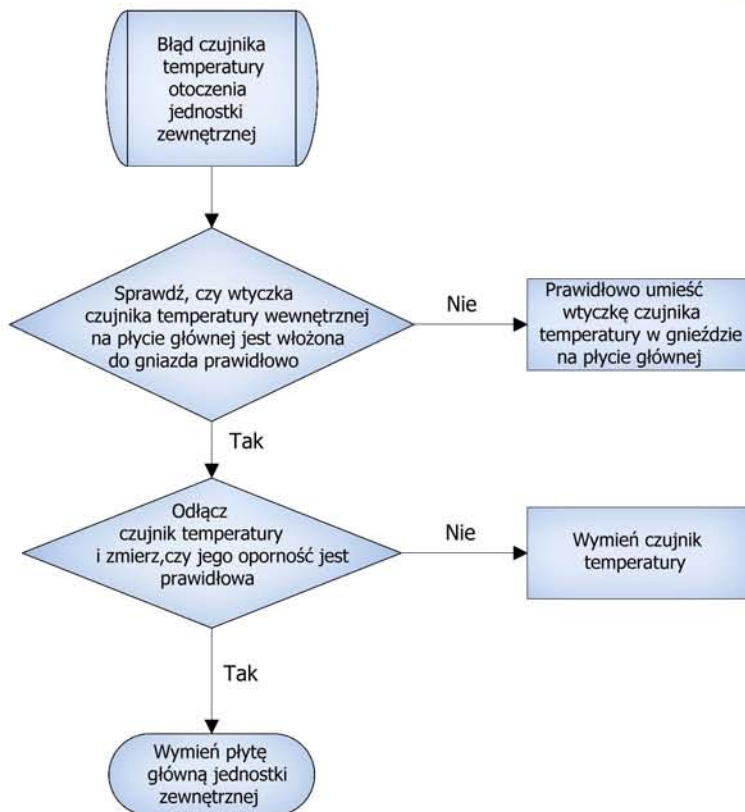 Błąd czujnika
temperatury
otoczenia
jednostki
zewnętrznej
Sprawdź, czy wtyczka
czujnika temperatury wewnętrznej
na płycie głównej jest włożona
do gniazda prawidłowo
Nie
Prawidłowo umieść
wtyczkę czujnika
temperatury w gnieździe
na płycie głównej
Tak
Odłącz
czujnik temperatury
i zmierz,czy jego oporność jest
prawidłowa
Nie
Wymień czujnik
temperatury
Tak
Wymień płytę
główną jednostki
zewnętrznej